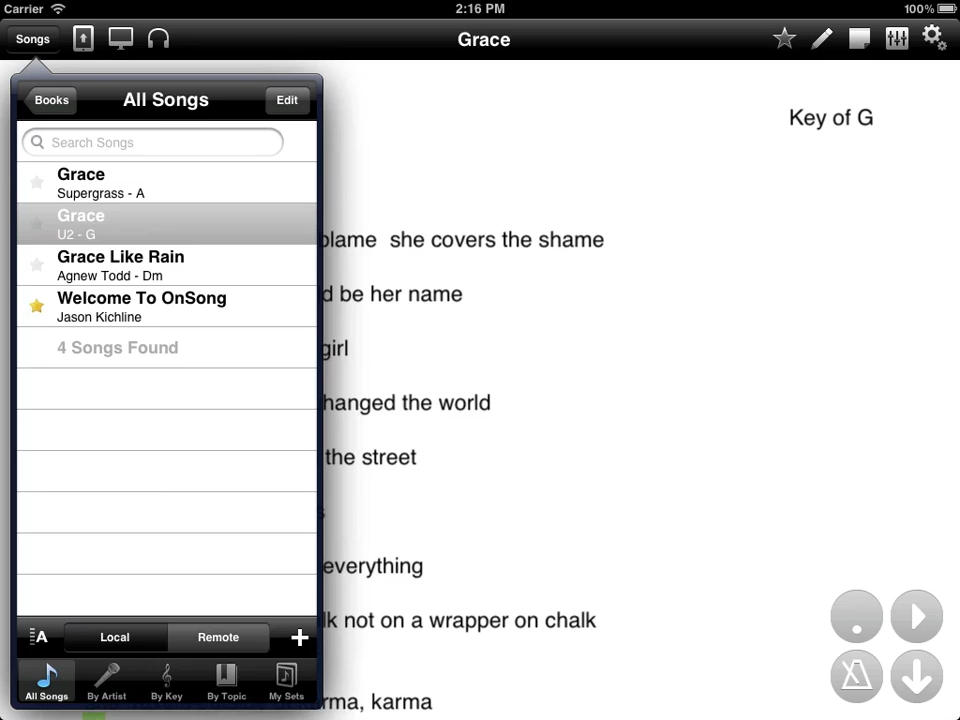 Carrier 2:16 PM 100%
Songs Grace
Books All Songs Edit
Key of G
Search Songs
Grace
Supergrass - A
Grace
U2 - G
she covers the shame
Grace Like Rain
Agnew Todd - Dm
be her name
Welcome To OnSong
Jason Kichline
4 Songs Found
girl
hanged the world
the street
everything
lk not on a wrapper on chalk
A Local Remote +
All Songs By Artist By Key By Topic My Sets
rma, karma